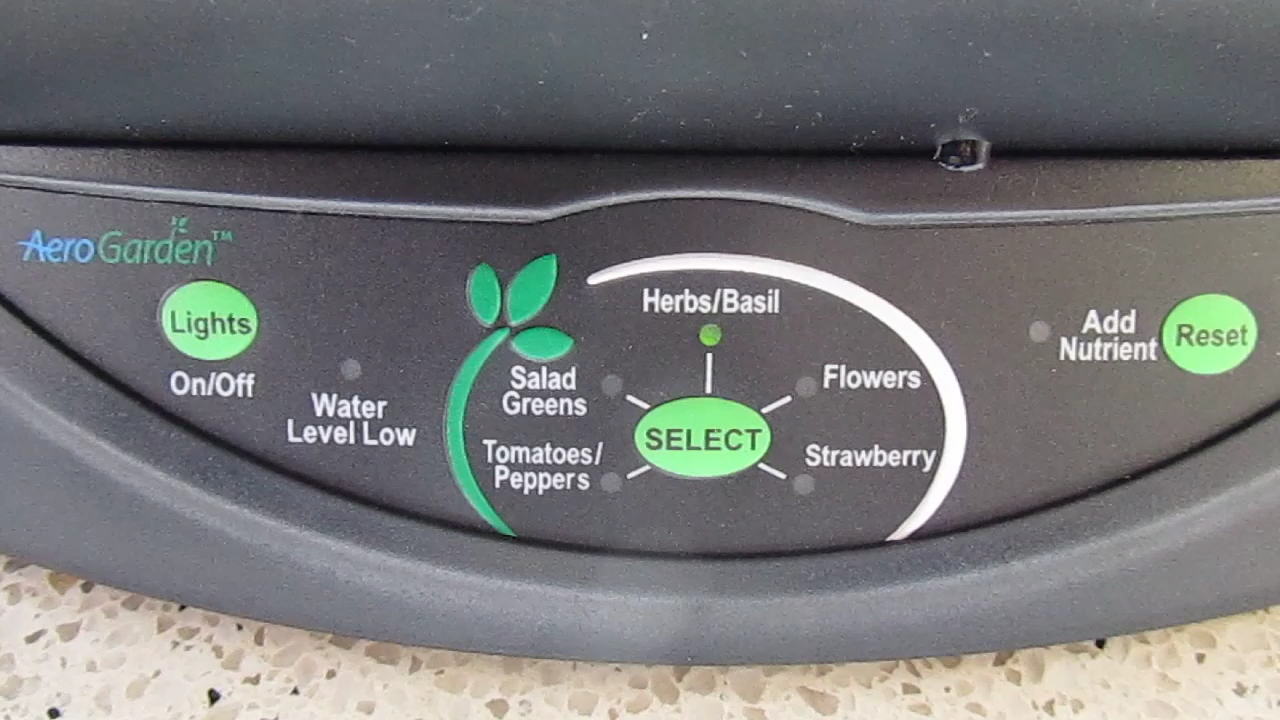 AeroGarden™
Lights
On/Off
Water
Level Low
Herbs/Basil
Salad
Greens
Flowers
SELECT
Tomatoes/
Peppers
Strawberry
Add
Nutrient
Reset